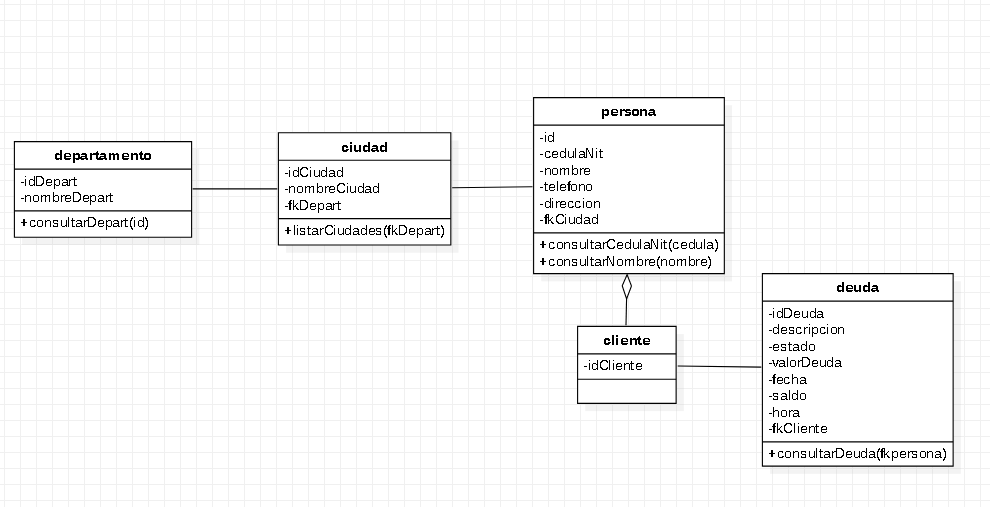 departamento
-idDepart
-nombreDepart
+consultarDepart(id)
ciudad
-idCiudad
-nombreCiudad
-fkDepart
+listarCiudades(fkDepart)
persona
-id
-cedulaNit
-nombre
-telefono
-direccion
-fkCiudad
+consultarCedulaNit(cedula)
+consultarNombre(nombre)
cliente
-idCliente
deuda
-idDeuda
-descripcion
-estado
-valorDeuda
-fecha
-saldo
-hora
-fkCliente
+consultarDeuda(fkpersona)